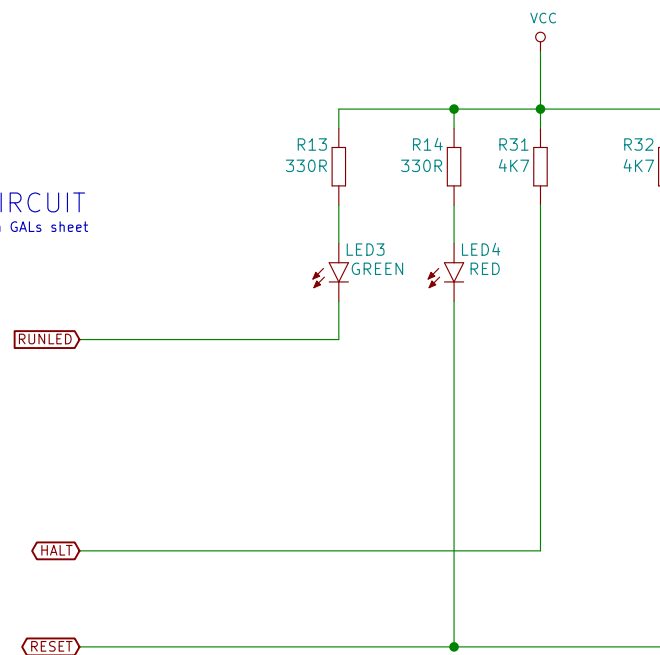 VCC
R13
330R
R14
330R
R31
4K7
R32
4K7
IRCUIT
GALs sheet
LED3
GREEN
LED4
RED
RUNLED
HALT
RESET